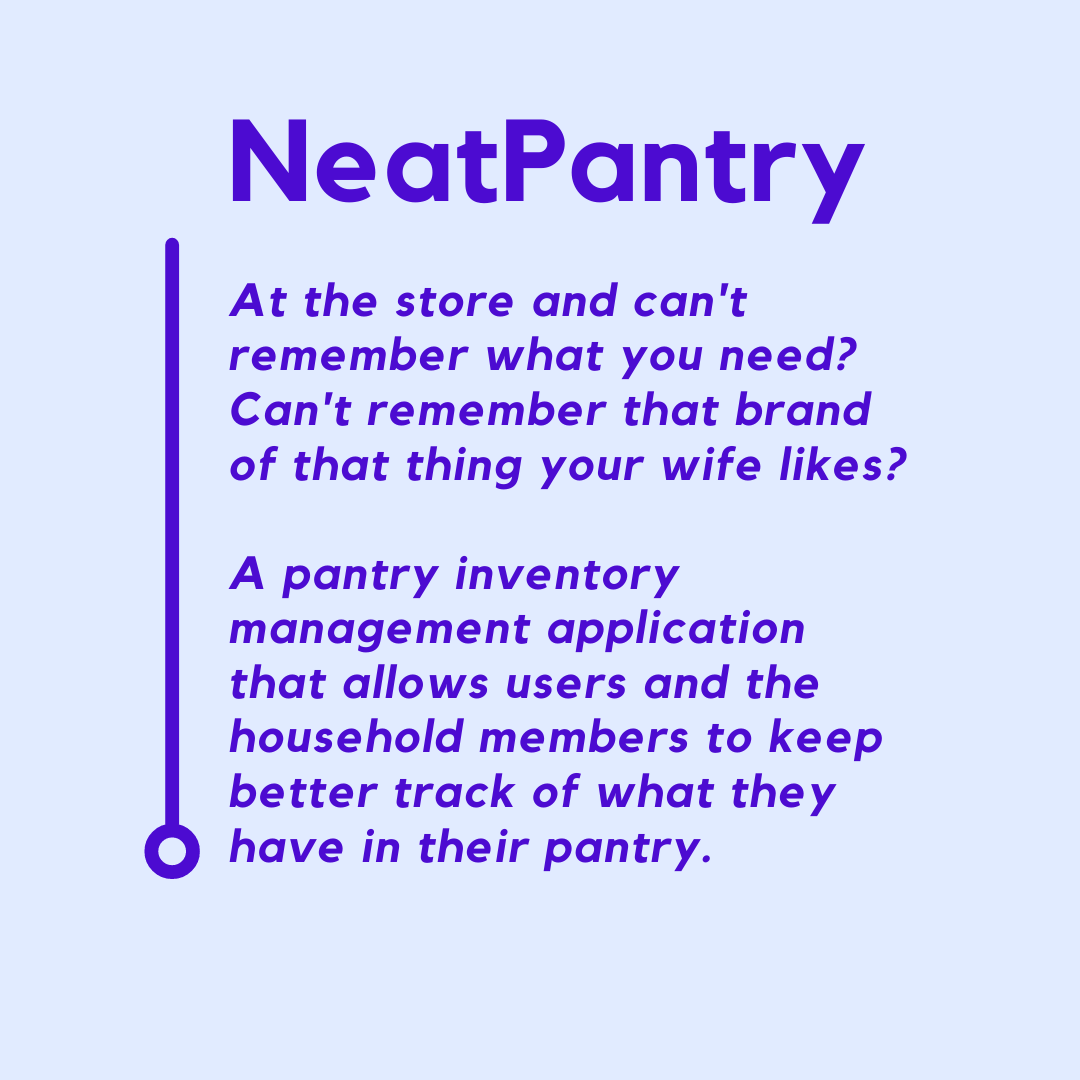 NeatPantry
At the store and can't
remember what you need?
Can't remember that brand
of that thing your wife likes?
A pantry inventory
management application
that allows users and the
household members to keep
better track of what they
have in their pantry.